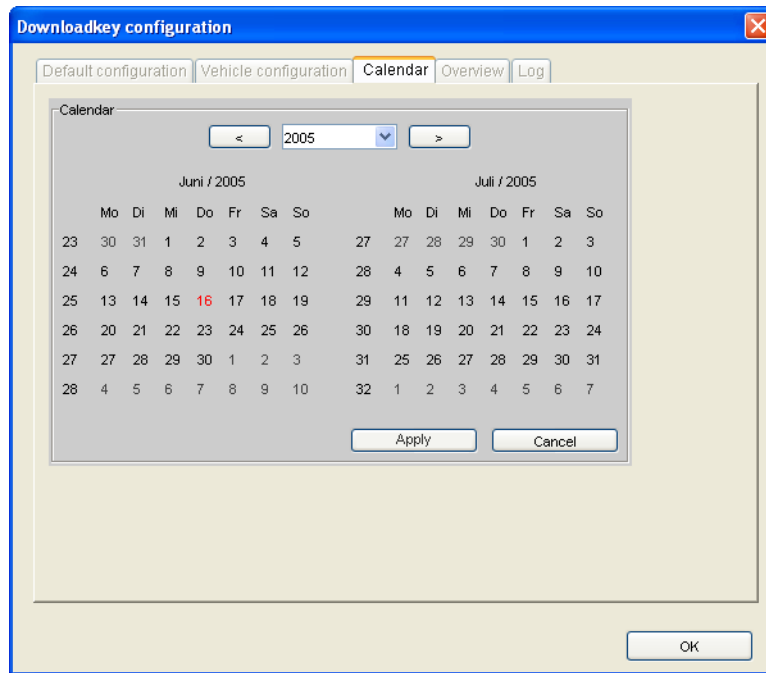 Downloadkey configuration
Default configuration Vehicle configuration Calendar Overview Log
Calendar
< 2005 >
Juni / 2005 Juli / 2005
Mo Di Mi Do Fr Sa So Mo Di Mi Do Fr Sa So
23 30 31 1 2 3 4 5 27 27 28 29 30 1 2 3
24 6 7 8 9 10 11 12 28 4 5 6 7 8 9 10
25 13 14 15 16 17 18 19 29 11 12 13 14 15 16 17
26 20 21 22 23 24 25 26 30 18 19 20 21 22 23 24
27 27 28 29 30 1 2 3 31 25 26 27 28 29 30 31
28 4 5 6 7 8 9 10 32 1 2 3 4 5 6 7
Apply Cancel
OK